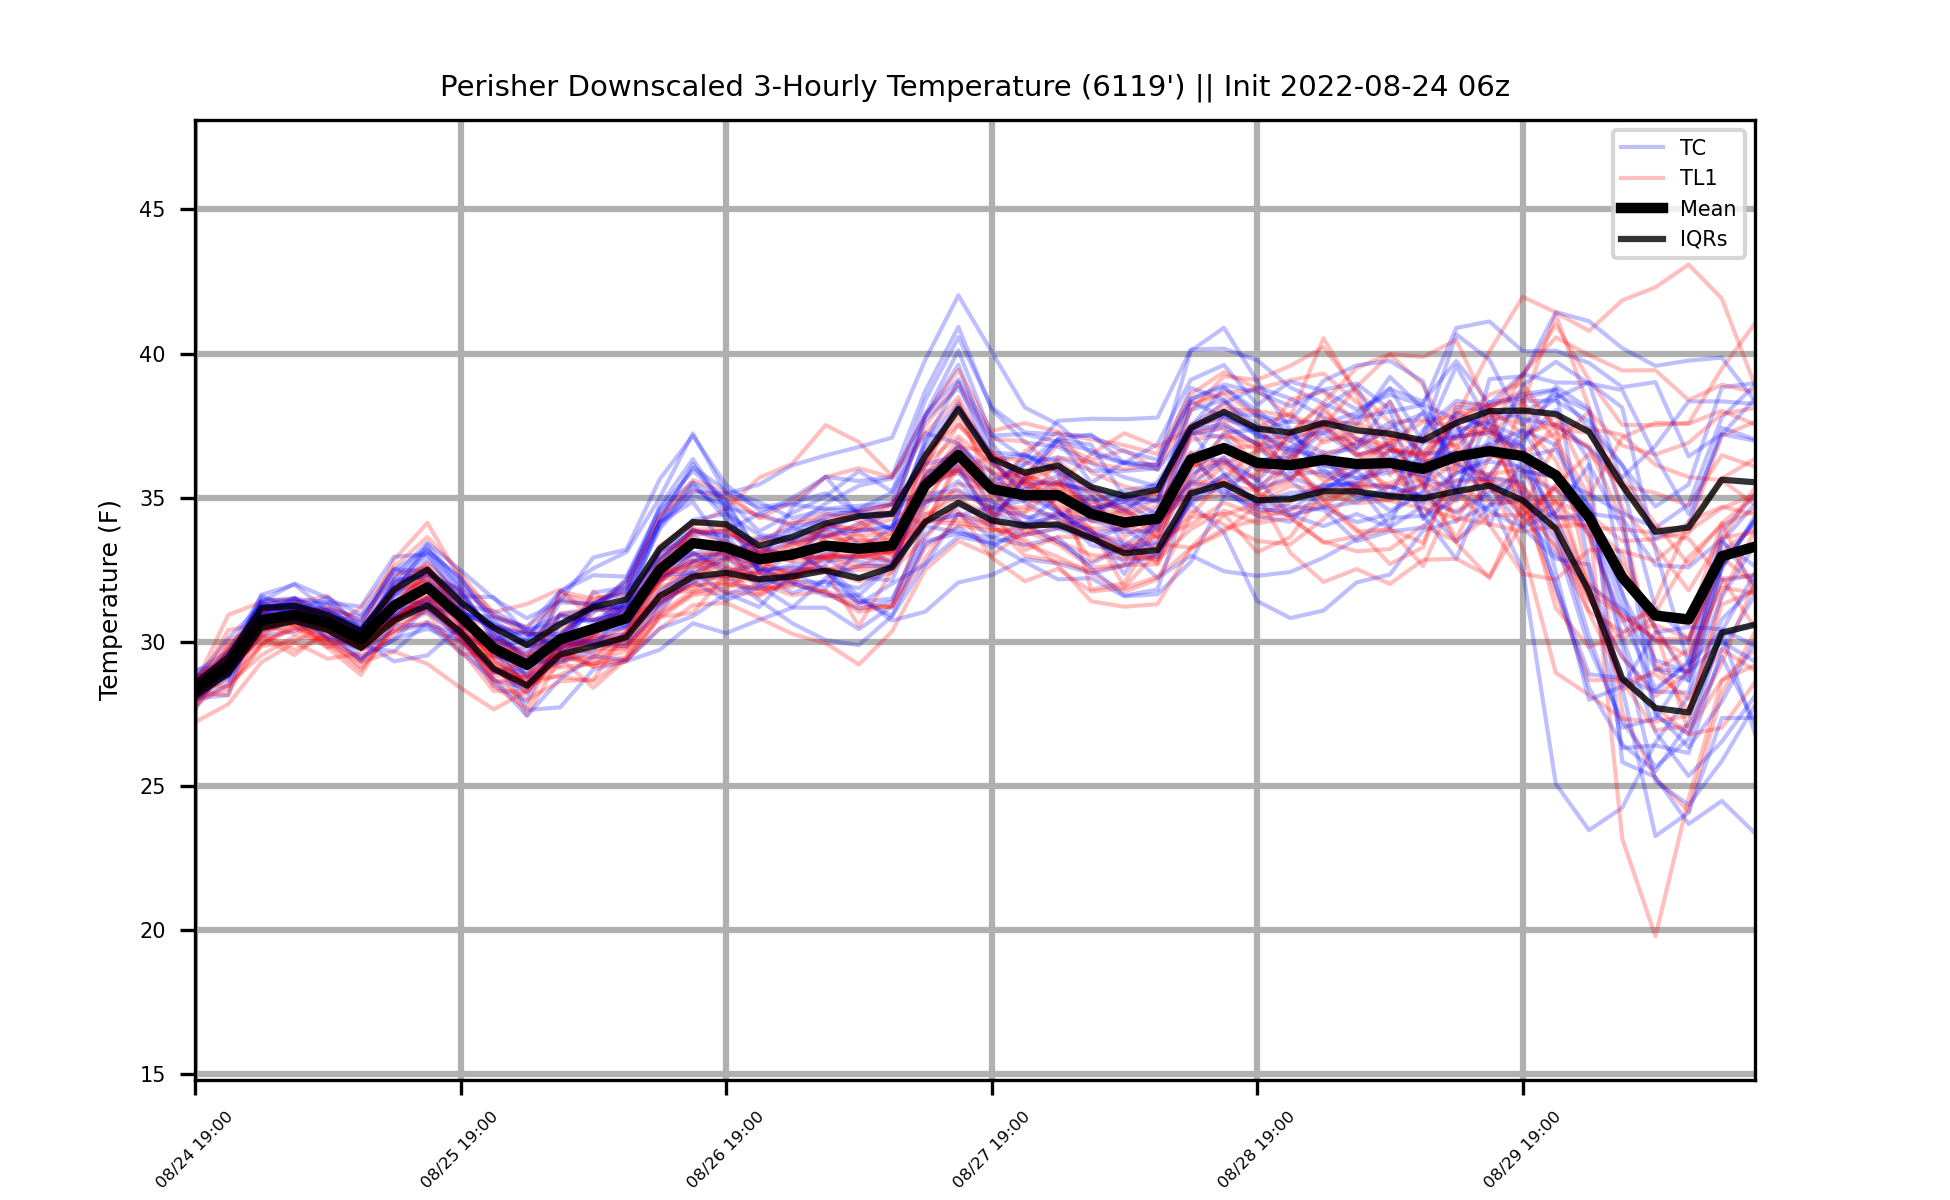 Perisher Downscaled 3-Hourly Temperature (6119') || Init 2022-08-24 06z
TC
TL1
Mean
IQRs
Temperature (F)
45
40
35
30
25
20
15
08/24 19:00
08/25 19:00
08/26 19:00
08/27 19:00
08/28 19:00
08/29 19:00